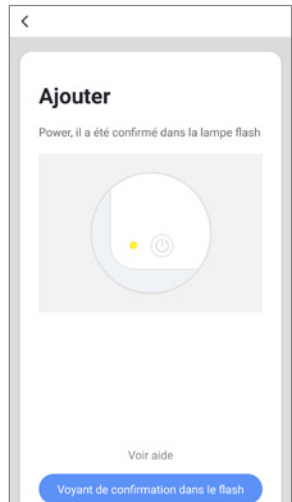 Ajouter
Power, il a été confirmé dans la lampe flash
Voir aide
Voyant de confirmation dans le flash